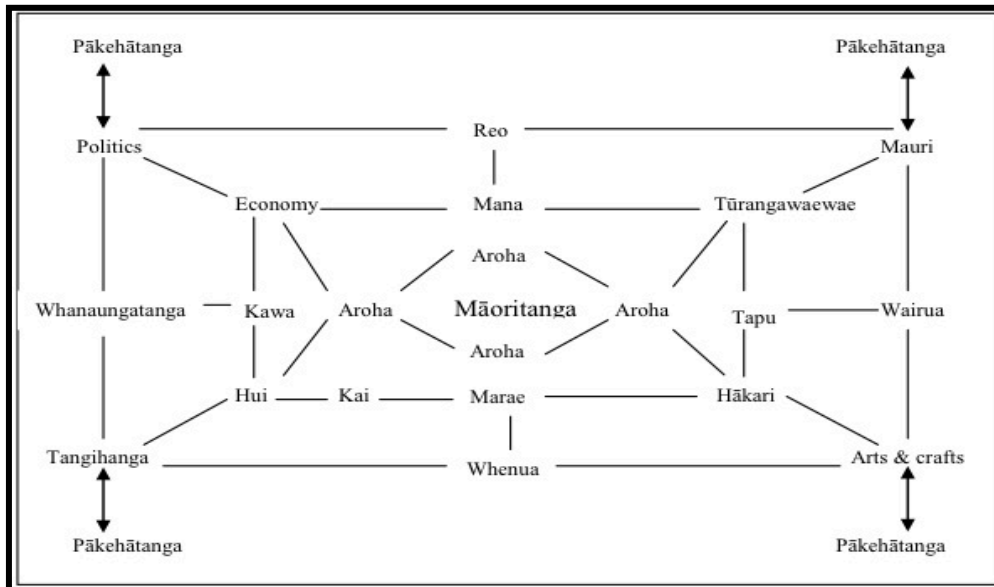 Pākehātanga Pākehātanga
Reo
Politics Mauri
Economy Mana Tūrangawaewae
Aroha
Whanaungatanga Kawa Aroha Māoritanga Aroha Tapu Wairua
Aroha
Hui Kai Marae Hākari
Tangihanga Whenua Arts & crafts
Pākehātanga Pākehātanga